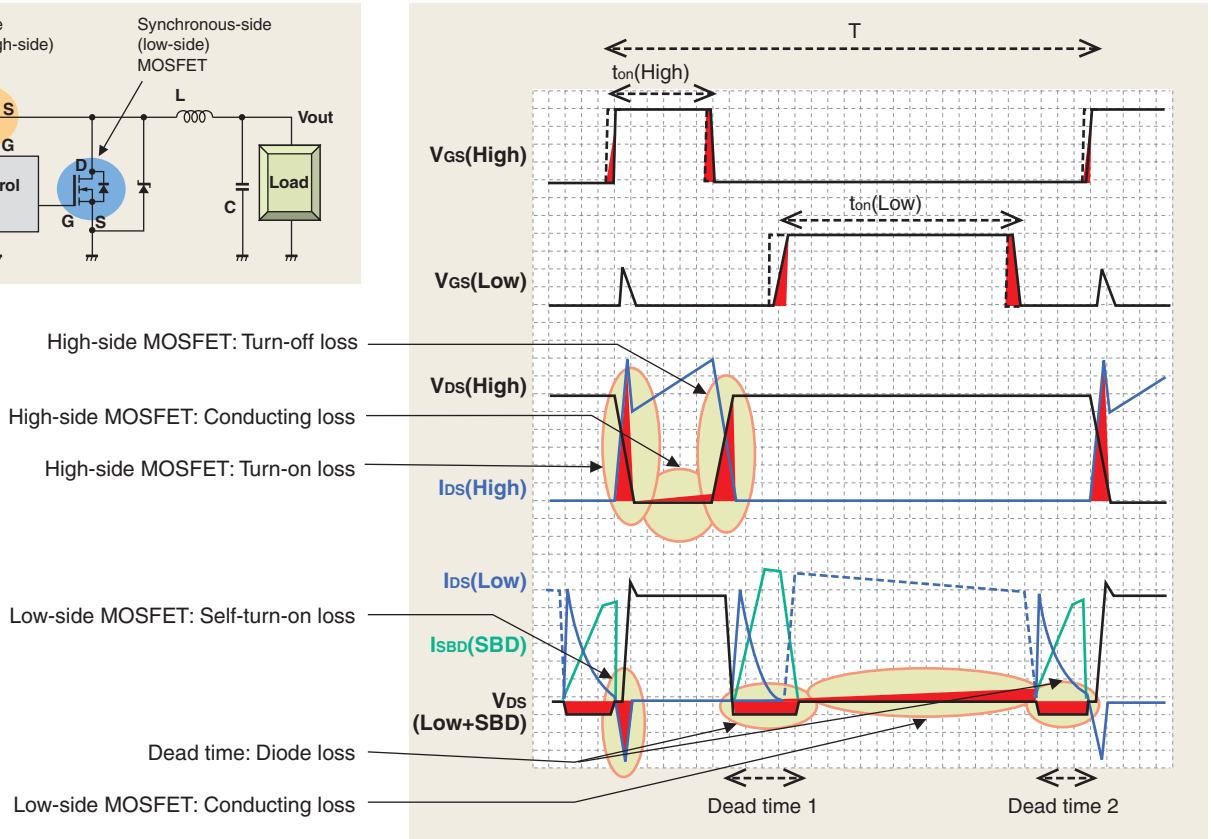 Synchronous-side
(low-side)
MOSFET
gh-side)
L
S
Vout
G
D
Load
C
G
S
T
ton(High)
VGS(High)
ton(Low)
VGS(Low)
High-side MOSFET: Turn-off loss
VDS(High)
High-side MOSFET: Conducting loss
High-side MOSFET: Turn-on loss
IDS(High)
IDS(Low)
Low-side MOSFET: Self-turn-on loss
ISBD(SBD)
VDS
(Low+SBD)
Dead time: Diode loss
Low-side MOSFET: Conducting loss
Dead time 1
Dead time 2